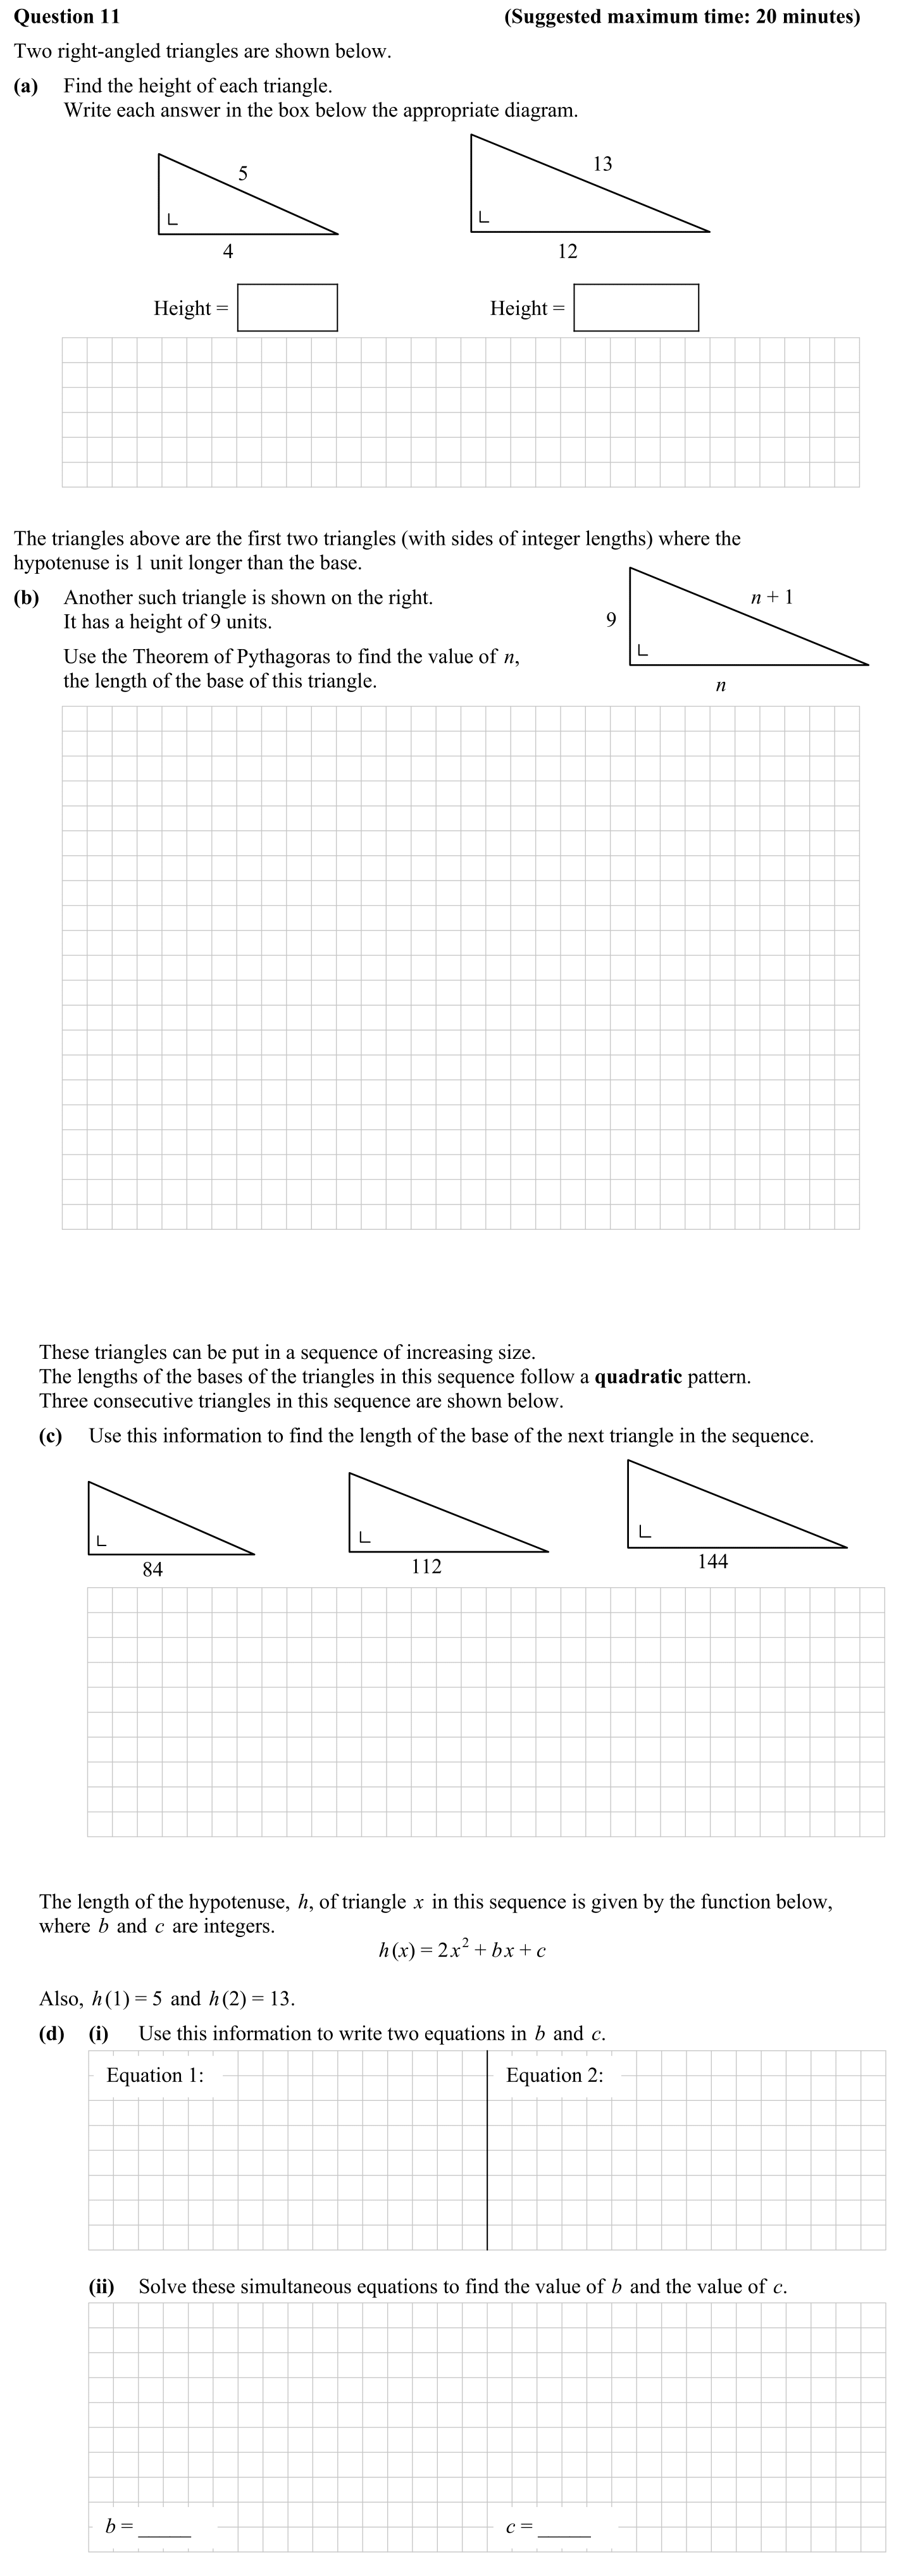 Question 11 (Suggested maximum time: 20 minutes)
Two right-angled triangles are shown below.
(a) Find the height of each triangle.
Write each answer in the box below the appropriate diagram.
5
13
4
12
Height =
Height =
The triangles above are the first two triangles (with sides of integer lengths) where the
hypotenuse is 1 unit longer than the base.
(b) Another such triangle is shown on the right.
It has a height of 9 units.
Use the Theorem of Pythagoras to find the value of n,
the length of the base of this triangle.
n + 1
9
n
These triangles can be put in a sequence of increasing size.
The lengths of the bases of the triangles in this sequence follow a quadratic pattern.
Three consecutive triangles in this sequence are shown below.
(c) Use this information to find the length of the base of the next triangle in the sequence.
84
112
144
The length of the hypotenuse, h, of triangle x in this sequence is given by the function below,
where b and c are integers.
h(x) = 2x² + bx + c
Also, h(1) = 5 and h(2) = 13.
(d) (i) Use this information to write two equations in b and c.
Equation 1:
Equation 2:
(ii) Solve these simultaneous equations to find the value of b and the value of c.
b = _____
c = _____